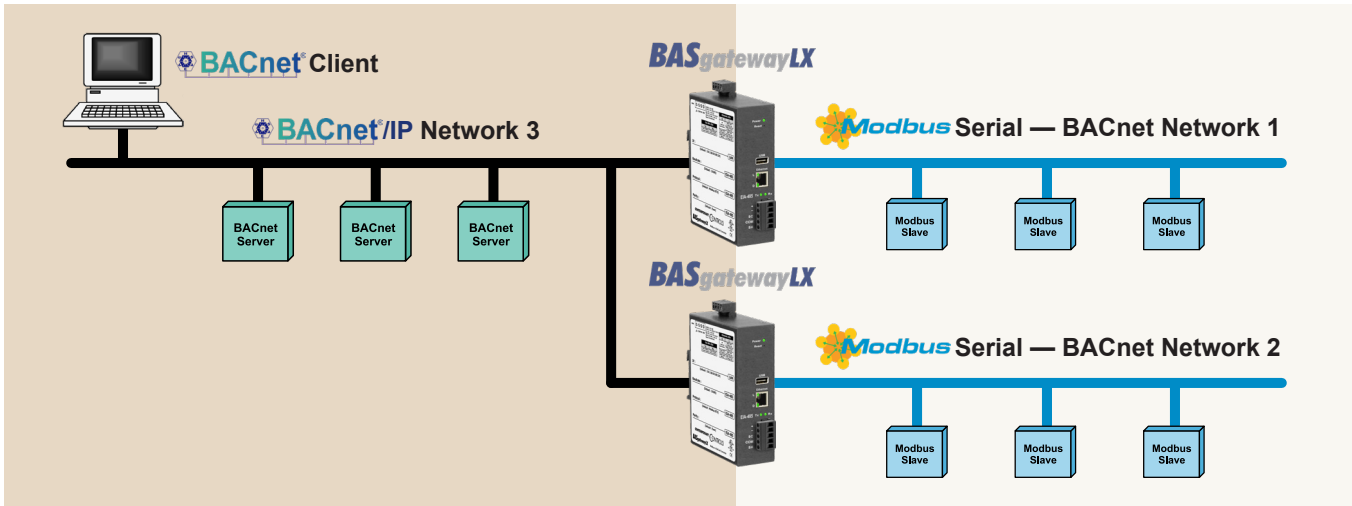 BACnet® Client
BACnet®/IP Network 3
BACnet
Server
BACnet
Server
BACnet
Server
BASgatewayLX
Modbus Serial — BACnet Network 1
Modbus
Slave
Modbus
Slave
Modbus
Slave
BASgatewayLX
Modbus Serial — BACnet Network 2
Modbus
Slave
Modbus
Slave
Modbus
Slave